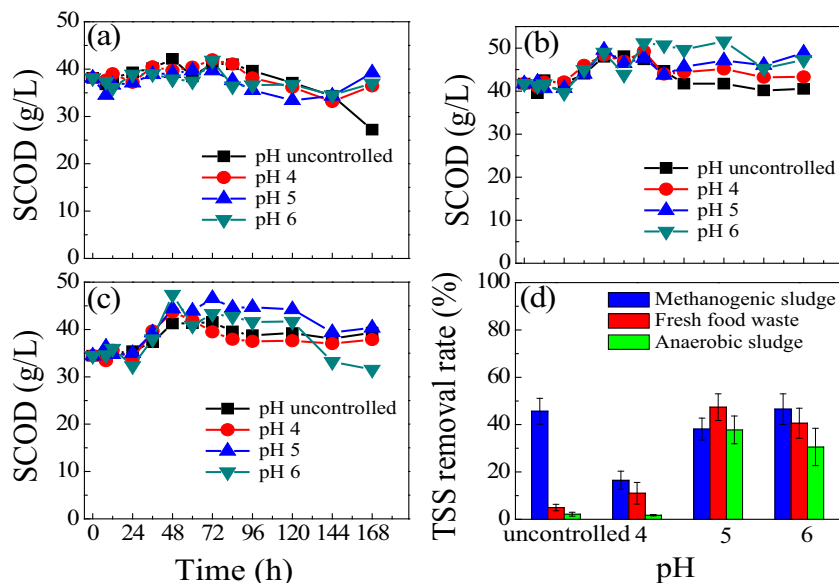 (a)
SCOD (g/L)
50
40
30
20
10
0
pH uncontrolled
pH 4
pH 5
pH 6
(b)
SCOD (g/L)
50
40
30
20
10
pH uncontrolled
pH 4
pH 5
pH 6
(c)
SCOD (g/L)
50
40
30
20
10
0
pH uncontrolled
pH 4
pH 5
pH 6
0 24 48 72 96 120 144 168
Time (h)
(d)
TSS removal rate (%)
100
80
60
40
20
0
Methanogenic sludge
Fresh food waste
Anaerobic sludge
uncontrolled 4 5 6
pH